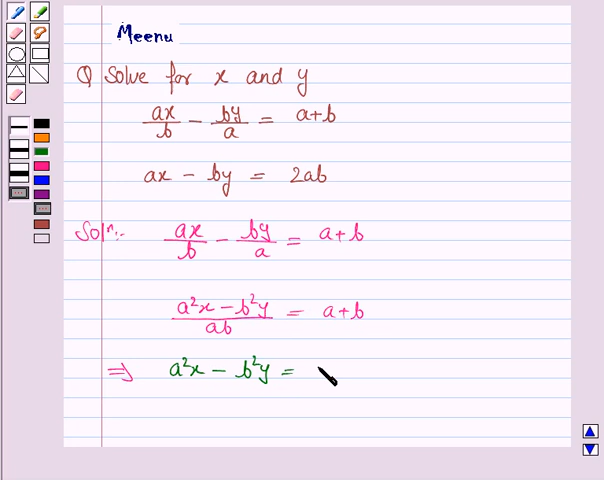 Meenu
Q Solve for x and y
ax/b - by/a = a+b
ax - by = 2ab
Solⁿ:- ax/b - by/a = a+b
(a²x - b²y)/ab = a+b
⇒ a²x - b²y =